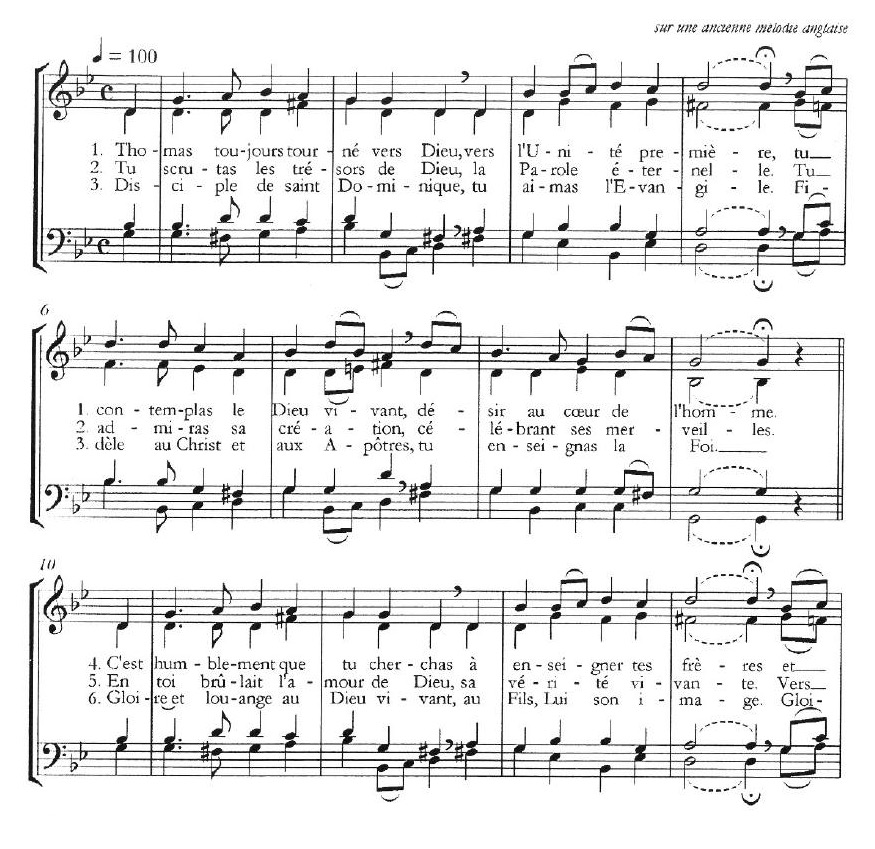 sur une ancienne mélodie anglaise
♩ = 100
1. Tho - mas tou-jours tour - né vers Dieu, vers l'U - ni - té pre - miè - re, tu
2. Tu scru - tas les tré - sors de Dieu, la Pa - role é - ter - nel - le. Tu
3. Dis - ci - ple de saint Do - mi - nique, tu ai - mas l'E - van - gi - le. Fi -
6
1. con - tem-plas le Dieu vi - vant, dé - sir au cœur de l'hom - me.
2. ad - mi - ras sa cré - a - tion, cé - lé-brant ses mer - veil - les.
3. dèle au Christ et aux A - pôtres, tu en - sei - gnas la Foi.
10
4. C'est hum - ble-ment que tu cher - chas à en - sei - gner tes frè - res et
5. En toi brû - lait l'a - mour de Dieu, sa vé - ri - té vi - van - te. Vers
6. Gloi - re et lou-ange au Dieu vi - vant, au Fils, Lui son i - ma - ge. Gloi-